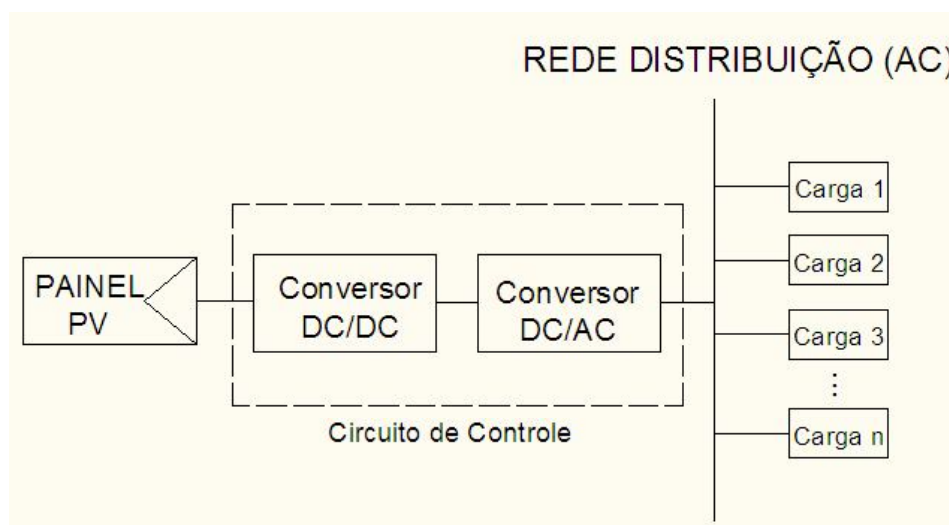 REDE DISTRIBUIÇÃO (AC)
Carga 1
PAINEL
PV
Conversor
DC/DC
Conversor
DC/AC
Carga 2
Carga 3
Carga n
Circuito de Controle